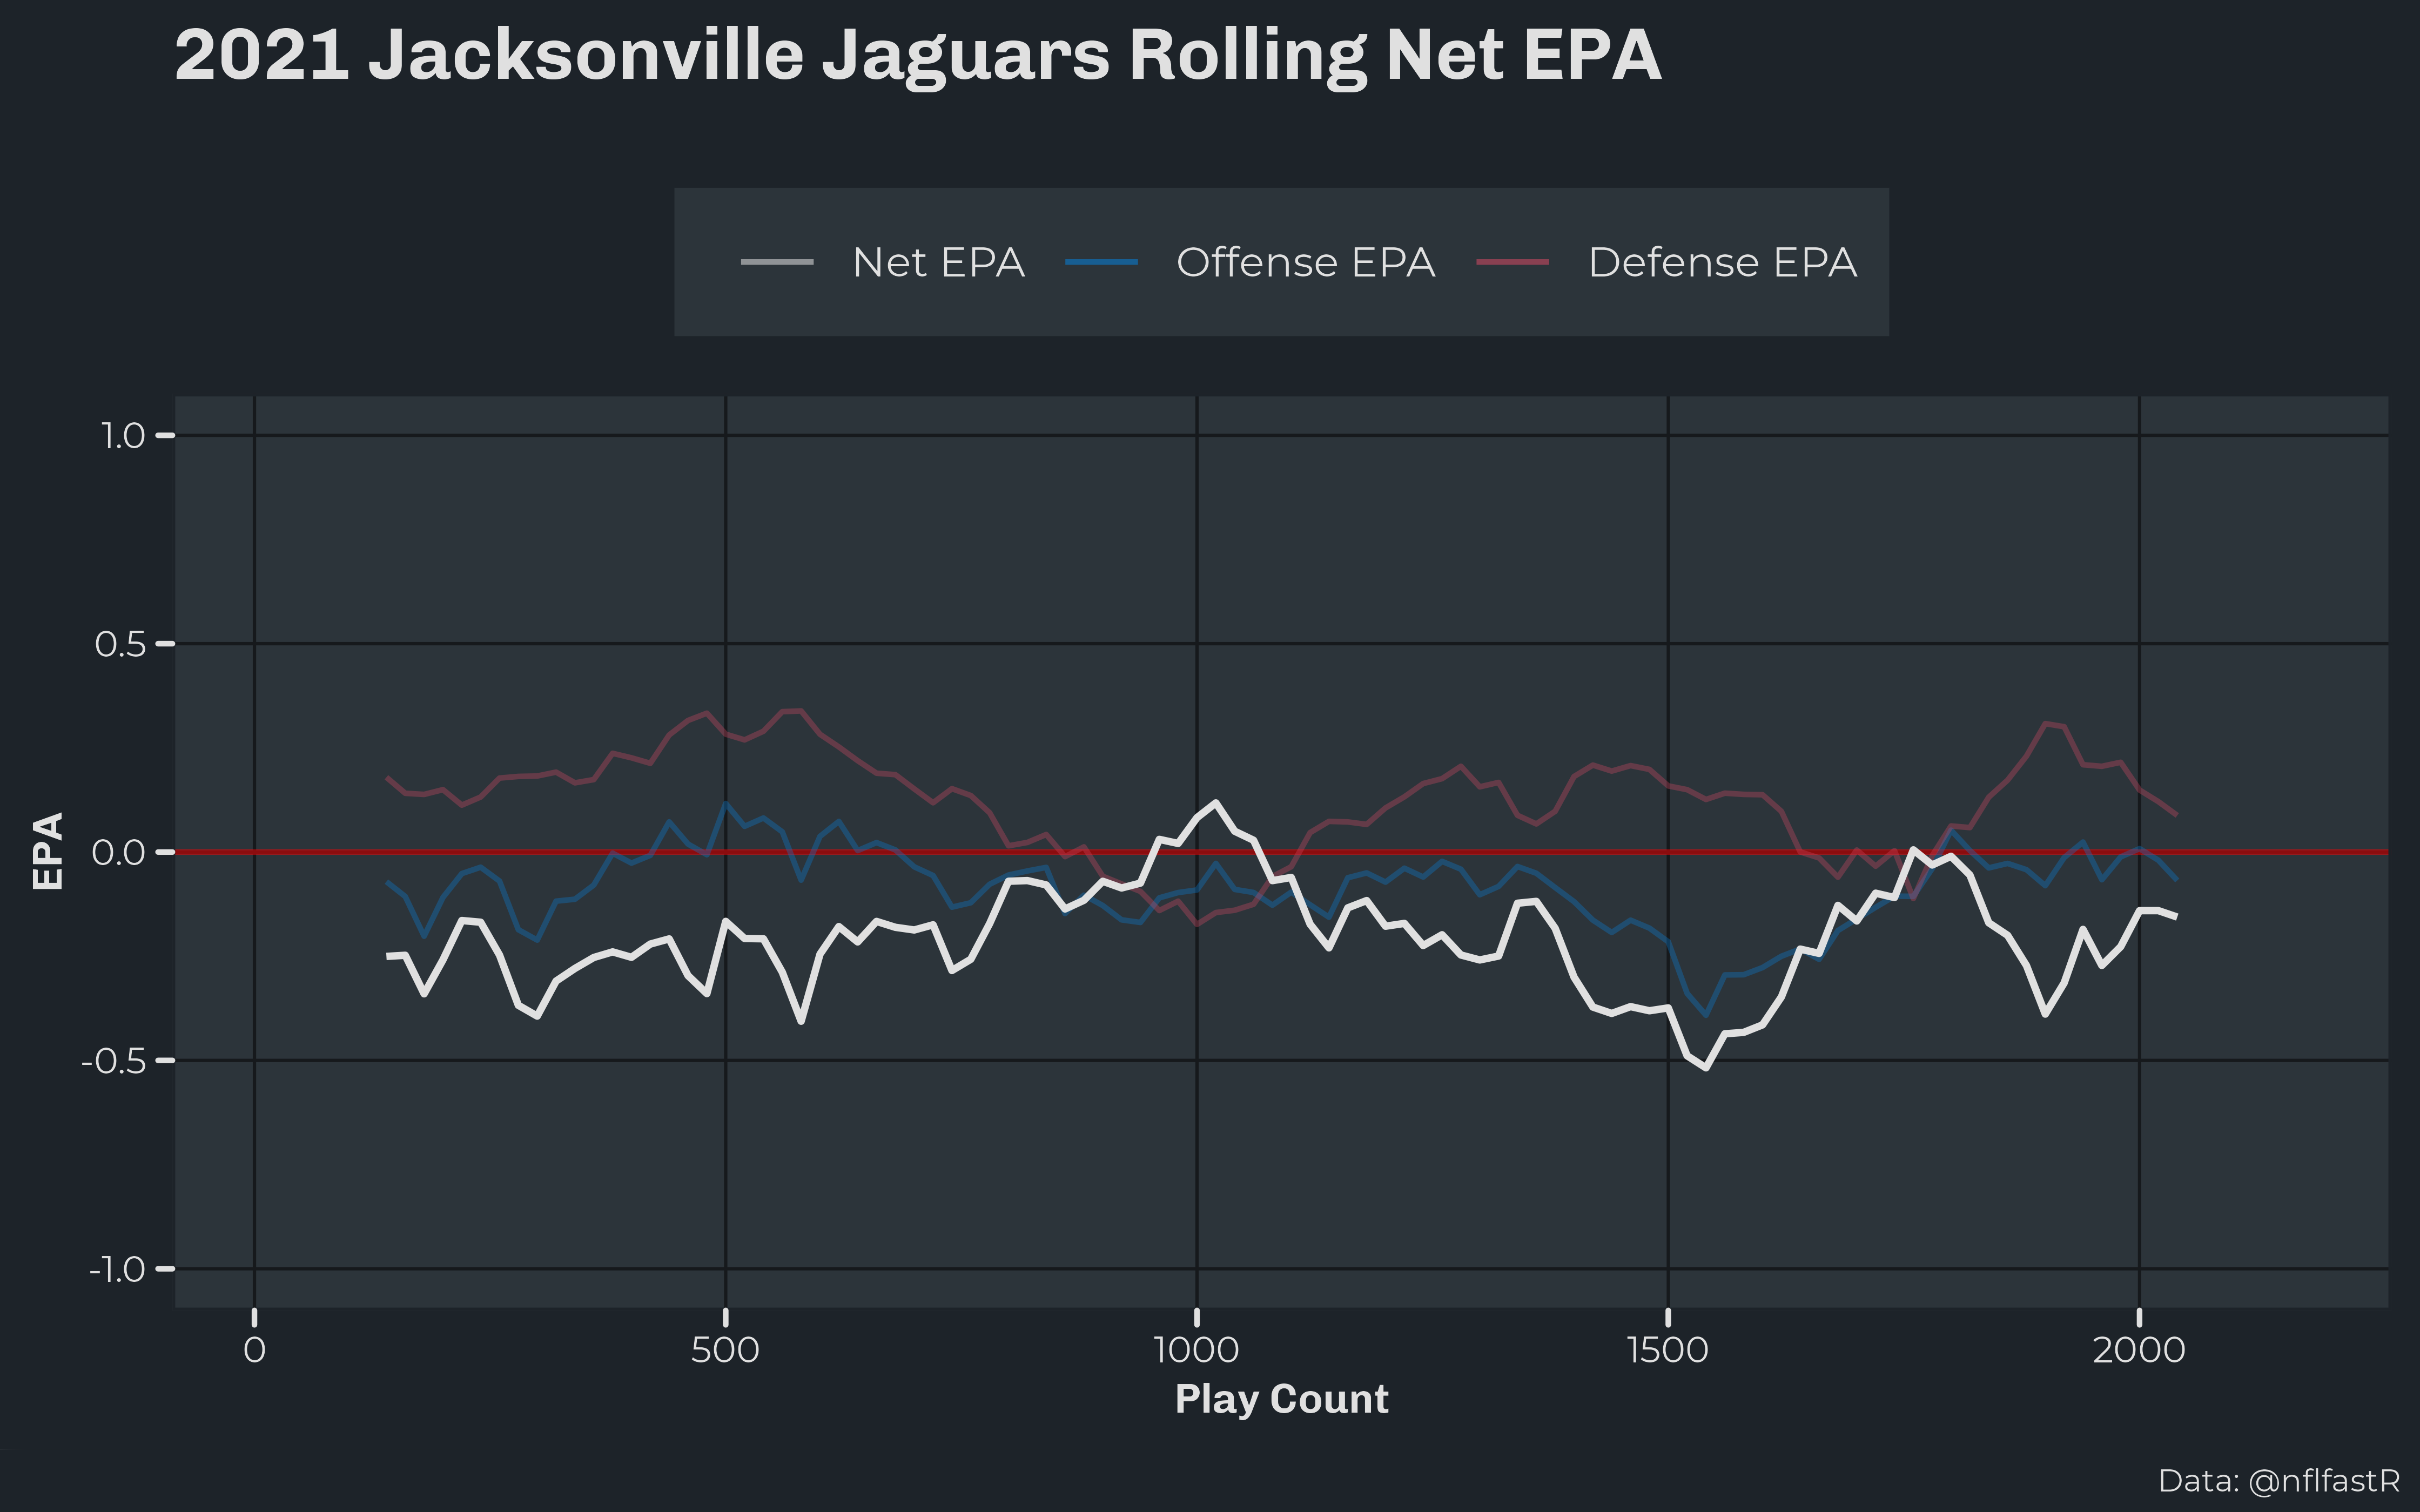 2021 Jacksonville Jaguars Rolling Net EPA
Net EPA Offense EPA Defense EPA
1.0
0.5
0.0
-0.5
-1.0
EPA
0 500 1000 1500 2000
Play Count
Data: @nflfastR